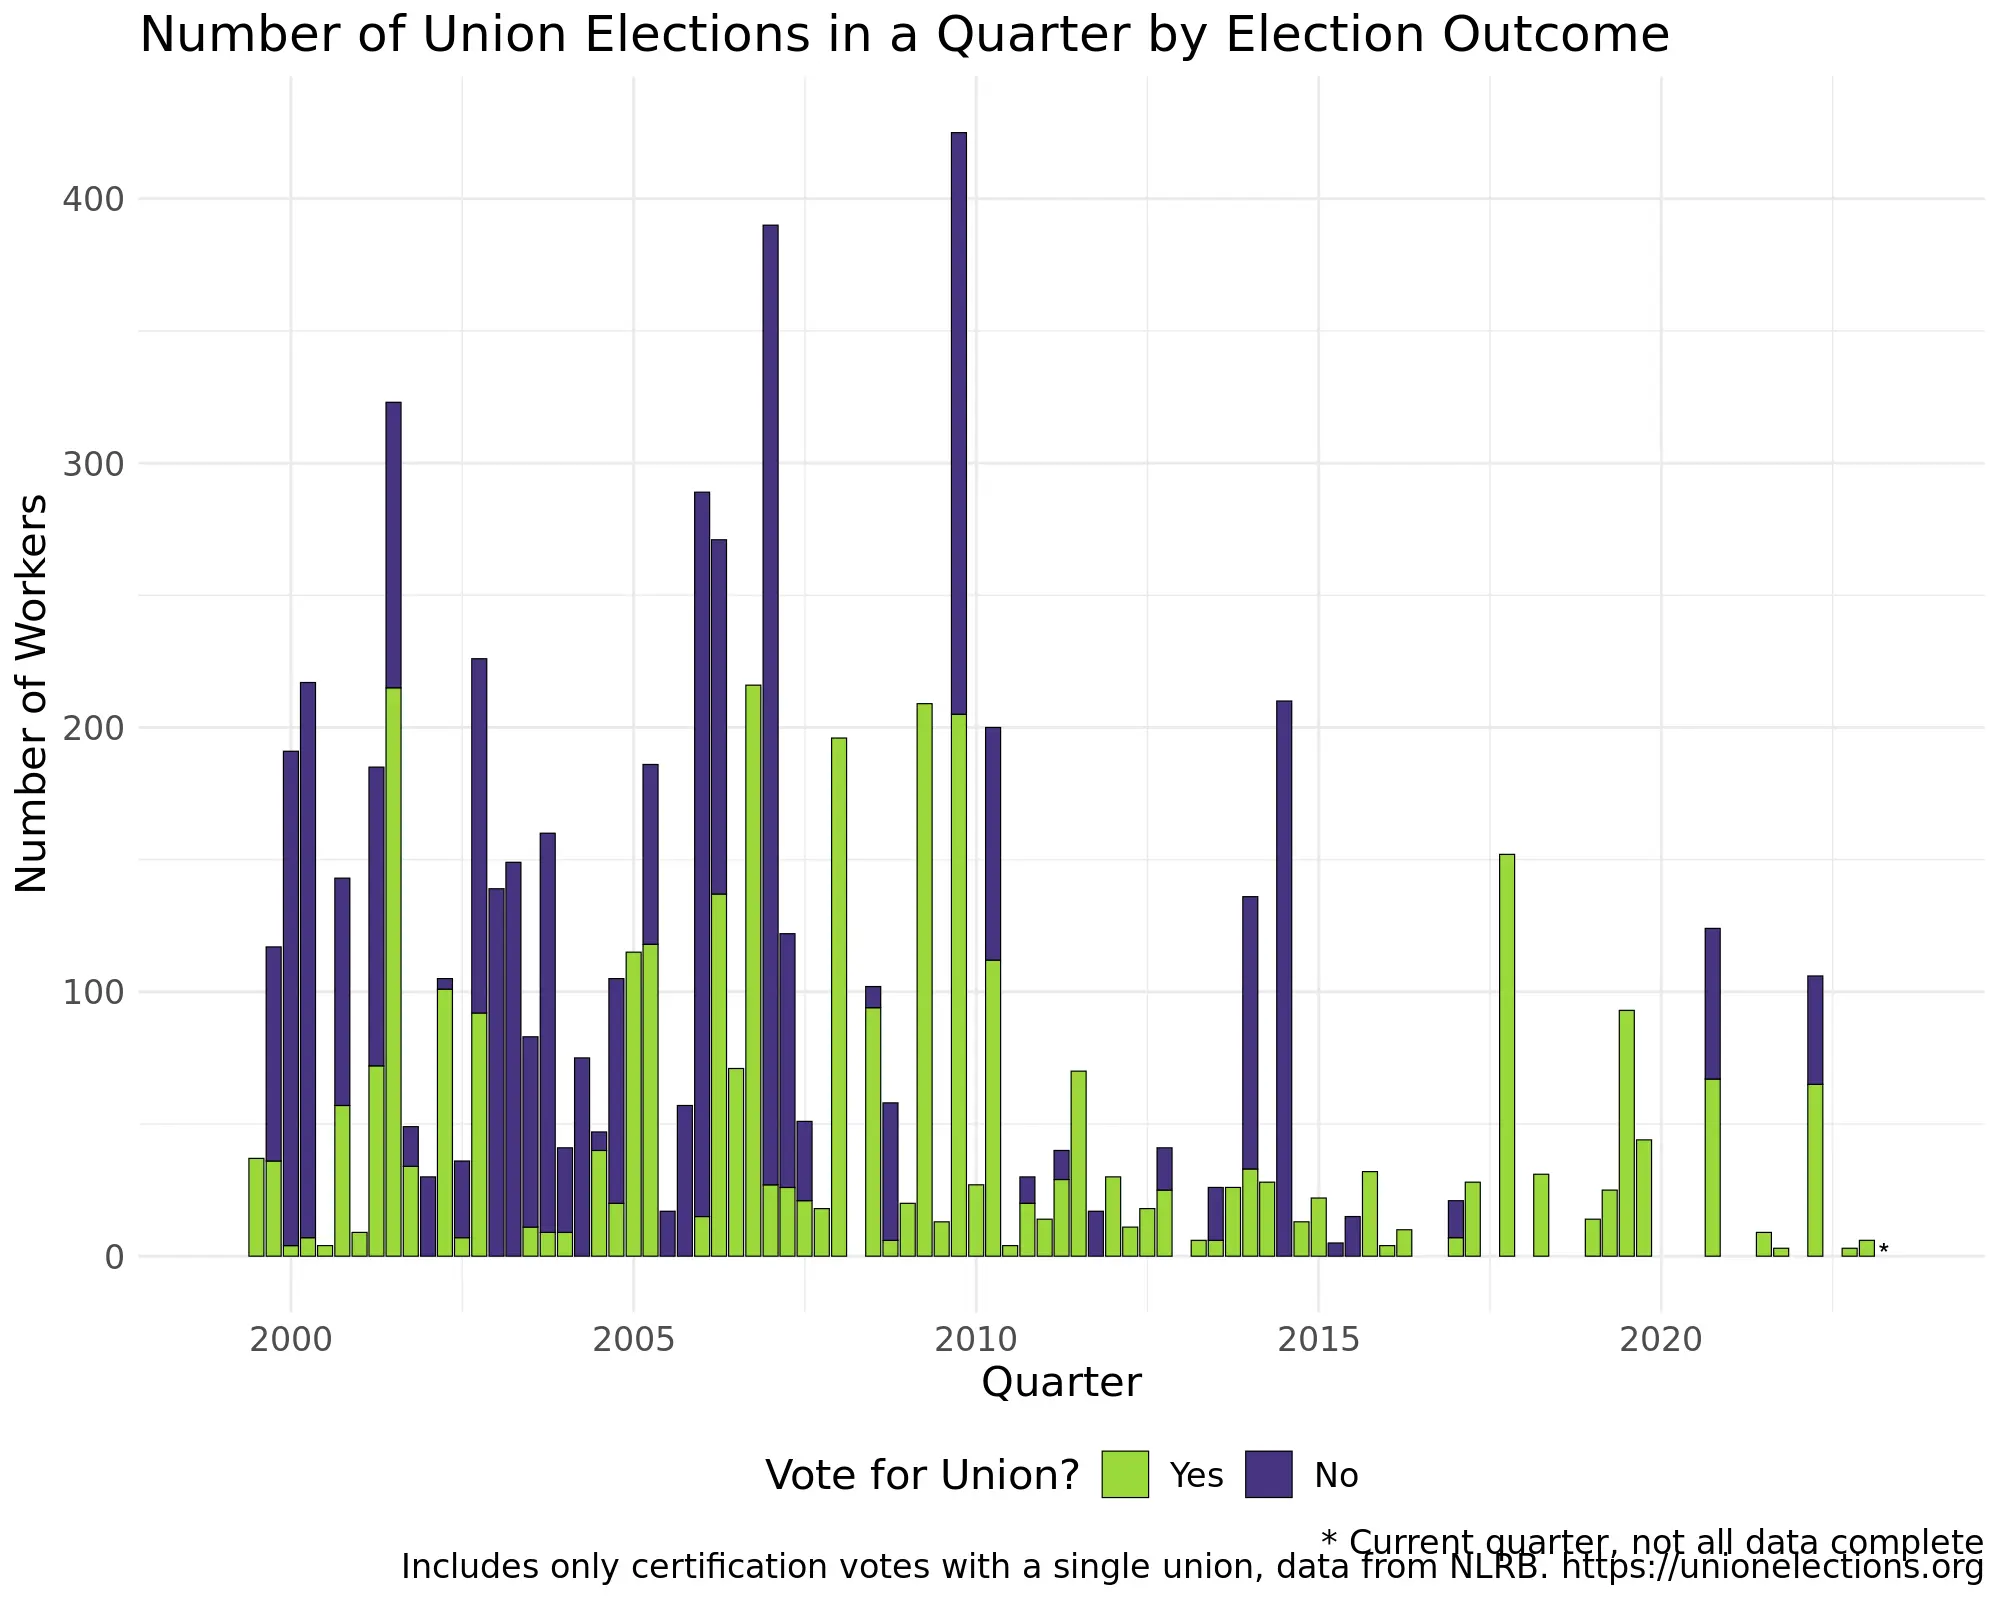 Number of Union Elections in a Quarter by Election Outcome
Number of Workers
400
300
200
100
0
*
2000 2005 2010 2015 2020
Quarter
Vote for Union? Yes No
* Current quarter, not all data complete
Includes only certification votes with a single union, data from NLRB. https://unionelections.org